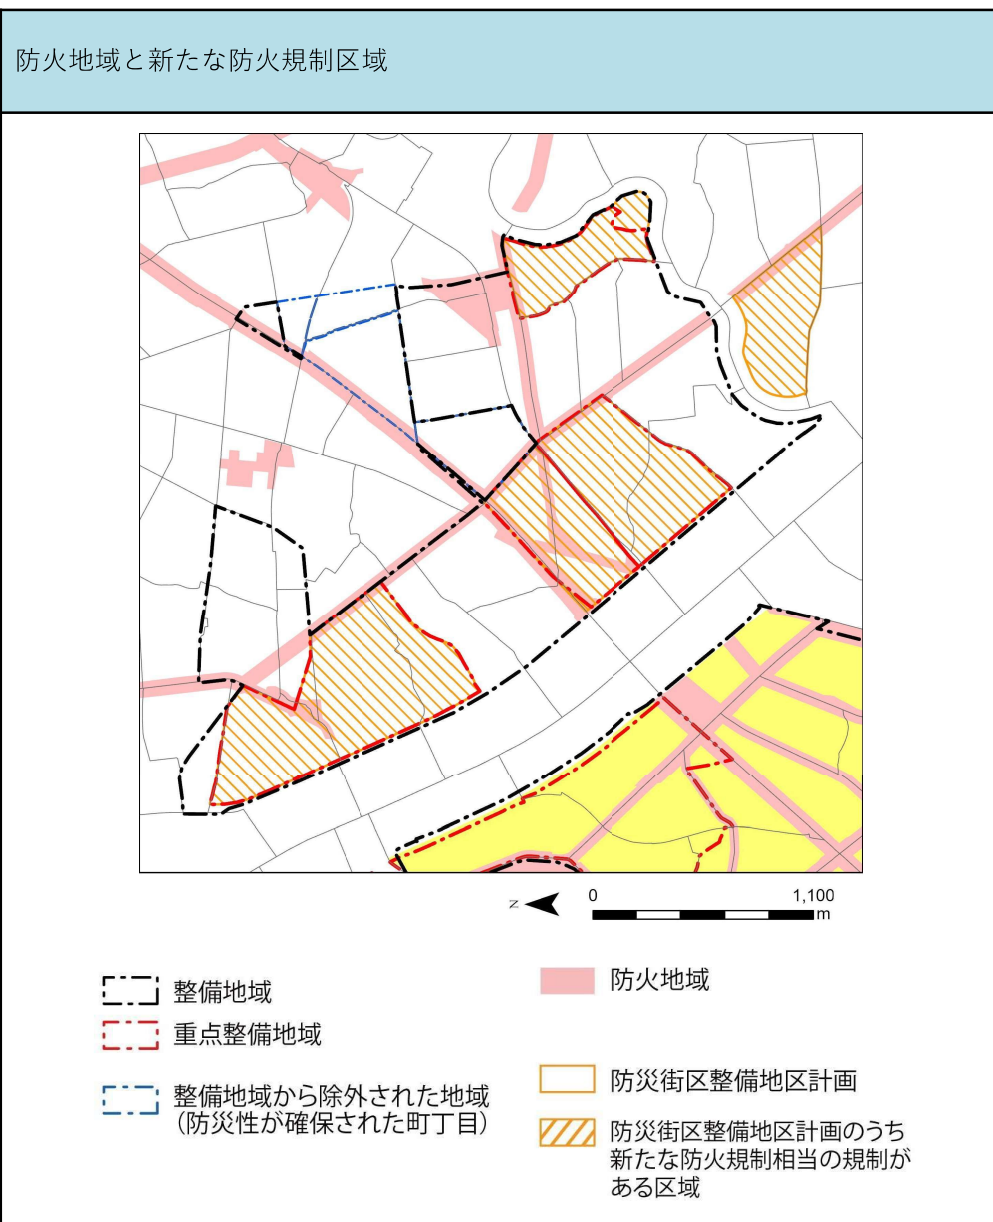 防火地域と新たな防火規制区域
N
0 1,100
m
整備地域
重点整備地域
整備地域から除外された地域
(防災性が確保された町丁目)
防火地域
防災街区整備地区計画
防災街区整備地区計画のうち
新たな防火規制相当の規制が
ある区域